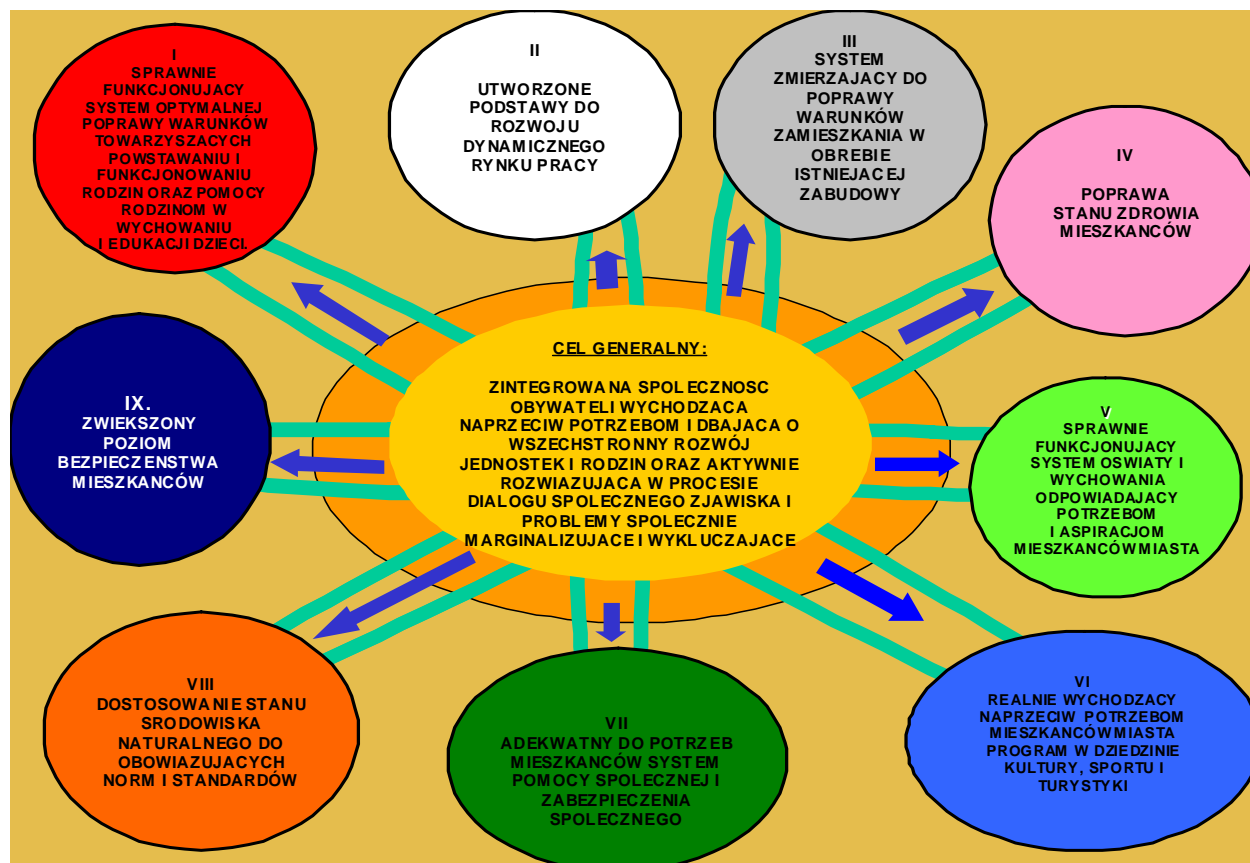 I
SPRAWNIE
FUNKCJONUJACY
SYSTEM OPTYMALNEJ
POPRAWY WARUNKÓW
TOWARZYSZACYCH
POWSTAWANIU I
FUNKCJONOWANIU
RODZIN ORAZ POMOCY
RODZINOM W
WYCHOWANIU
I EDUKACJI DZIECI.
II
UTWORZONE
PODSTAWY DO
ROZWOJU
DYNAMICZNEGO
RYNKU PRACY
III
SYSTEM
ZMIERZAJACY DO
POPRAWY
WARUNKÓW
ZAMIESZKANIA W
OBREBIE
ISTNIEJACEJ
ZABUDOWY
IV
POPRAWA
STANU ZDROWIA
MIESZKANCÓW
CEL GENERALNY:
ZINTEGROWANA SPOLECZNOSC
OBYWATELI WYCHODZACA
NAPRZECIW POTRZEBOM I DBAJACA O
WSZECHSTRONNY ROZWÓJ
JEDNOSTEK I RODZIN ORAZ AKTYWNIE
ROZWIAZUJACA W PROCESIE
DIALOGU SPOLECZNEGO ZJAWISKA I
PROBLEMY SPOLECZNIE
MARGINALIZUJACE I WYKLUCZAJACE
IX.
ZWIEKSZONY
POZIOM
BEZPIECZENSTWA
MIESZKANCÓW
V
SPRAWNIE
FUNKCJONUJACY
SYSTEM OSWIATY I
WYCHOWANIA
ODPOWIADAJACY
POTRZEBOM
I ASPIRACJOM
MIESZKANCÓW MIASTA
VIII
DOSTOSOWANIE STANU
SRODOWISKA
NATURALNEGO DO
OBOWIAZUJACYCH
NORM I STANDARDÓW
VII
ADEKWATNY DO POTRZEB
MIESZKANCÓW SYSTEM
POMOCY SPOLECZNEJ I
ZABEZPIECZENIA
SPOLECZNEGO
VI
REALNIE WYCHODZACY
NAPRZECIW POTRZEBOM
MIESZKANCÓW MIASTA
PROGRAM W DZIEDZINIE
KULTURY, SPORTU I
TURYSTYKI